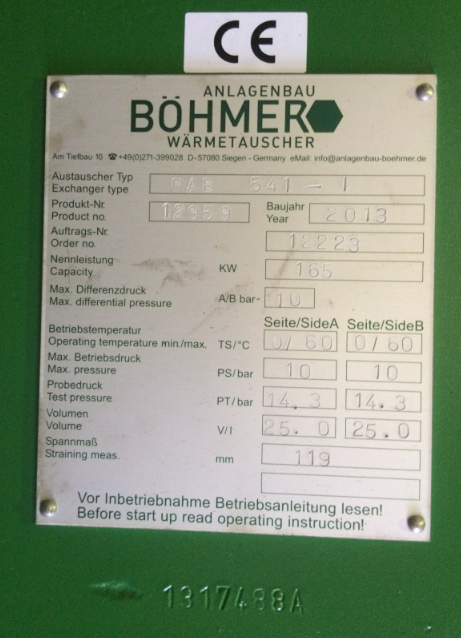 CE
ANLAGENBAU
BÖHMER
WÄRMETAUSCHER
Am Tiefbau 10 ☎+49(0)271-399028 D-57080 Siegen - Germany eMail: info@anlagenbau-boehmer.de
Austauscher Typ
Exchanger type PAB 541 - I
Produkt-Nr.
Product no. 12959
Baujahr
Year 2013
Auftrags-Nr.
Order no. 12223
Nennleistung
Capacity KW 165
Max. Differenzdruck
Max. differential pressure A/B bar- 10
Seite/SideA Seite/SideB
Betriebstemperatur
Operating temperature min./max. TS/°C 0/ 60 0/ 60
Max. Betriebsdruck
Max. pressure PS/bar 10 10
Probedruck
Test pressure PT/bar 14.3 14.3
Volumen
Volume V/l 25.0 25.0
Spannmaß
Straining meas. mm 119
Vor Inbetriebnahme Betriebsanleitung lesen!
Before start up read operating instruction!
1317488A